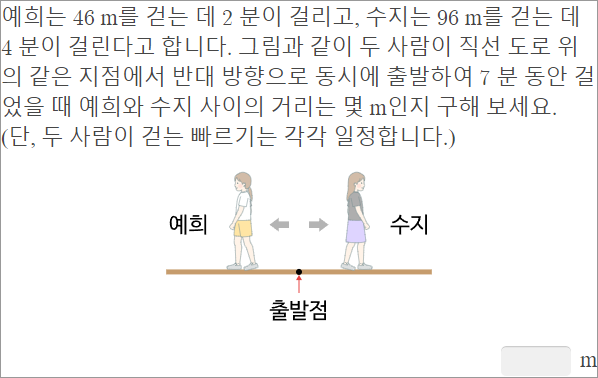 예희는 46 m를 걷는 데 2 분이 걸리고, 수지는 96 m를 걷는 데
4 분이 걸린다고 합니다. 그림과 같이 두 사람이 직선 도로 위
의 같은 지점에서 반대 방향으로 동시에 출발하여 7 분 동안 걸
었을 때 예희와 수지 사이의 거리는 몇 m인지 구해 보세요.
(단, 두 사람이 걷는 빠르기는 각각 일정합니다.)
예희 수지
출발점
m